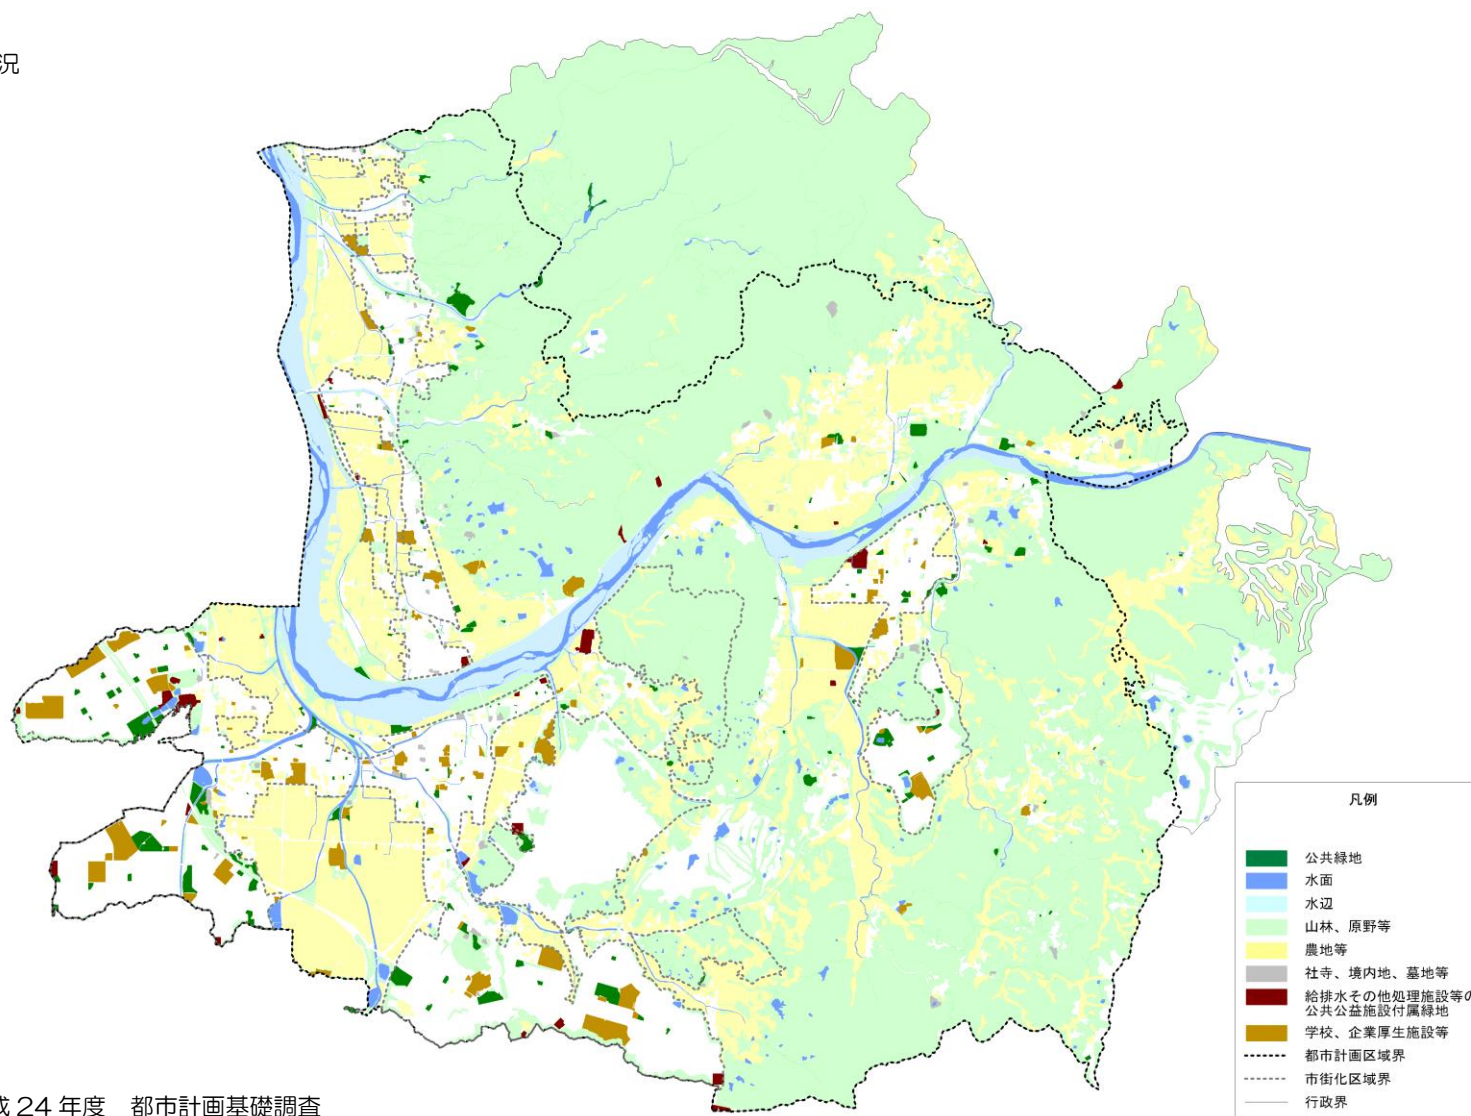 況
凡例
公共緑地
水面
水辺
山林、原野等
農地等
社寺、境内地、墓地等
給排水その他処理施設等の
公共公益施設付属緑地
学校、企業厚生施設等
都市計画区域界
市街化区域界
行政界
成 24 年度　都市計画基礎調査